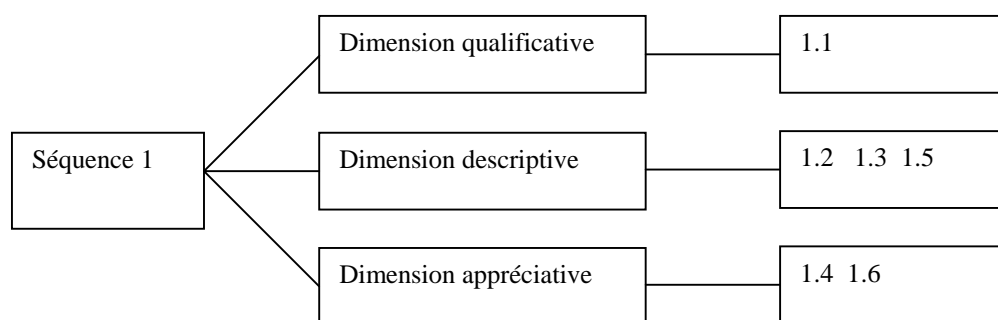 Dimension qualificative
1.1
Séquence 1
Dimension descriptive
1.2 1.3 1.5
Dimension appréciative
1.4 1.6